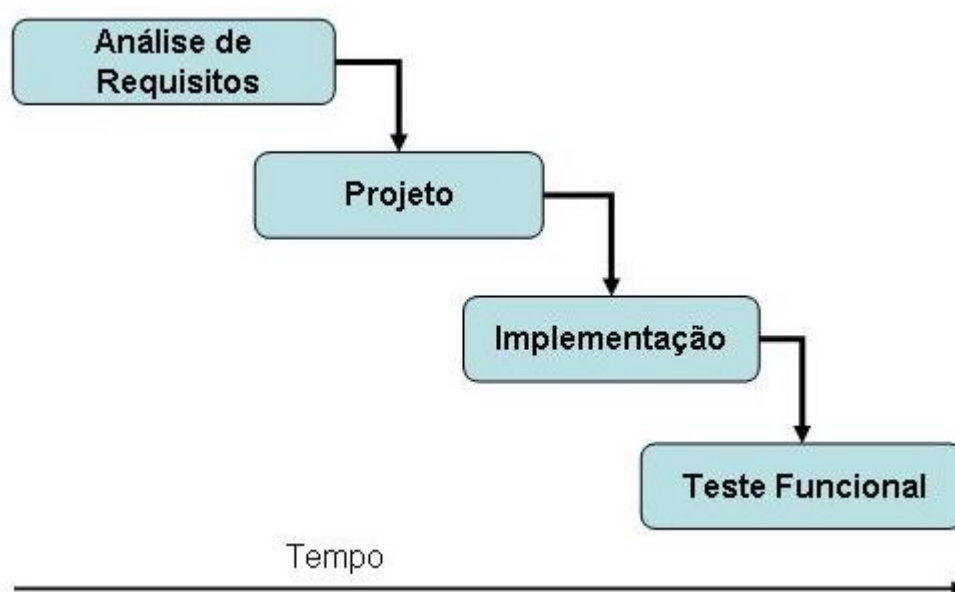 Análise de
Requisitos
Projeto
Implementação
Teste Funcional
Tempo